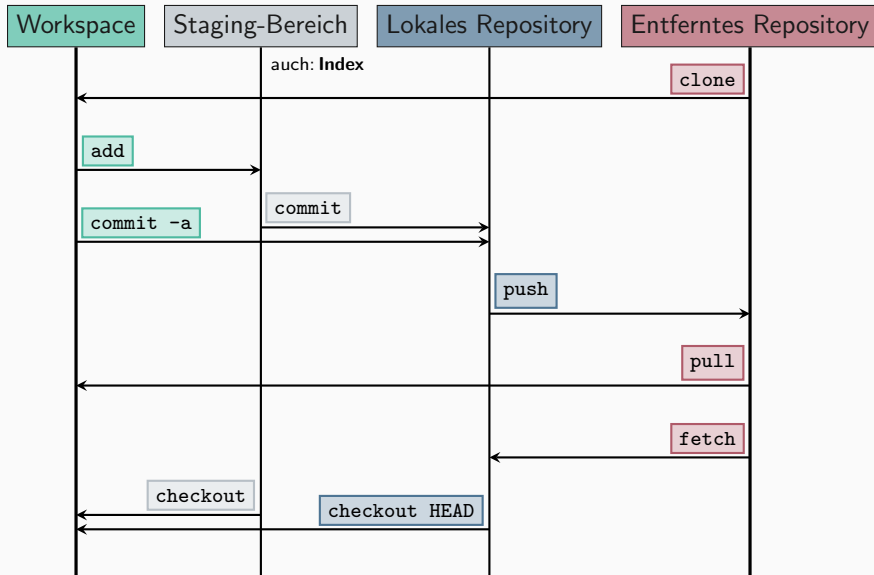 Workspace
Staging-Bereich
Lokales Repository
Entferntes Repository
auch: Index
clone
add
commit
commit -a
push
pull
fetch
checkout
checkout HEAD